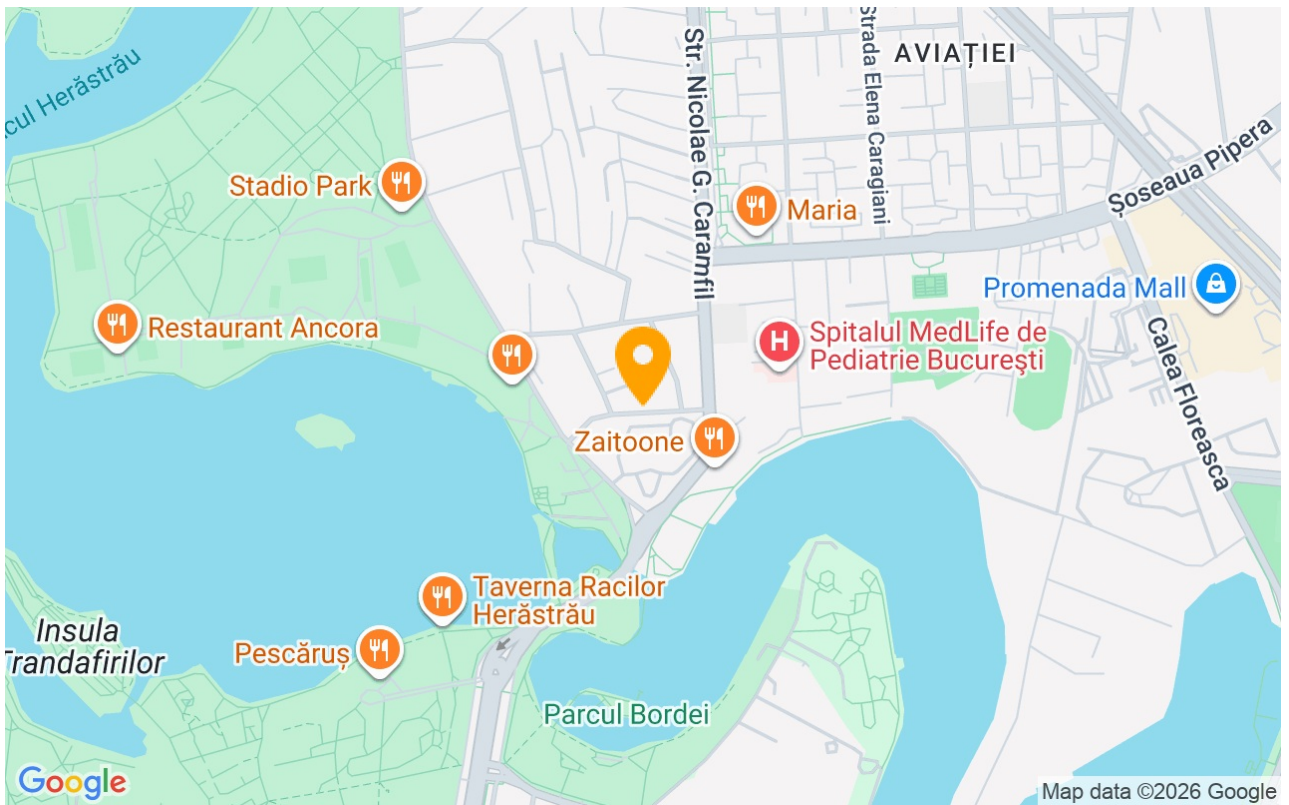 cul Herăstrău
Str. Nicolae G. Caramfil
Strada Elena Caragiani
AVIAȚIEI
Șoseaua Pipera
Stadio Park
Maria
Promenada Mall
Restaurant Ancora
Spitalul MedLife de
Pediatrie Bucureşti
Calea Floreasca
Zaitoone
Taverna Racilor
Herăstrău
Insula
Trandafirilor
Pescăruș
Parcul Bordei
Google
Map data ©2026 Google